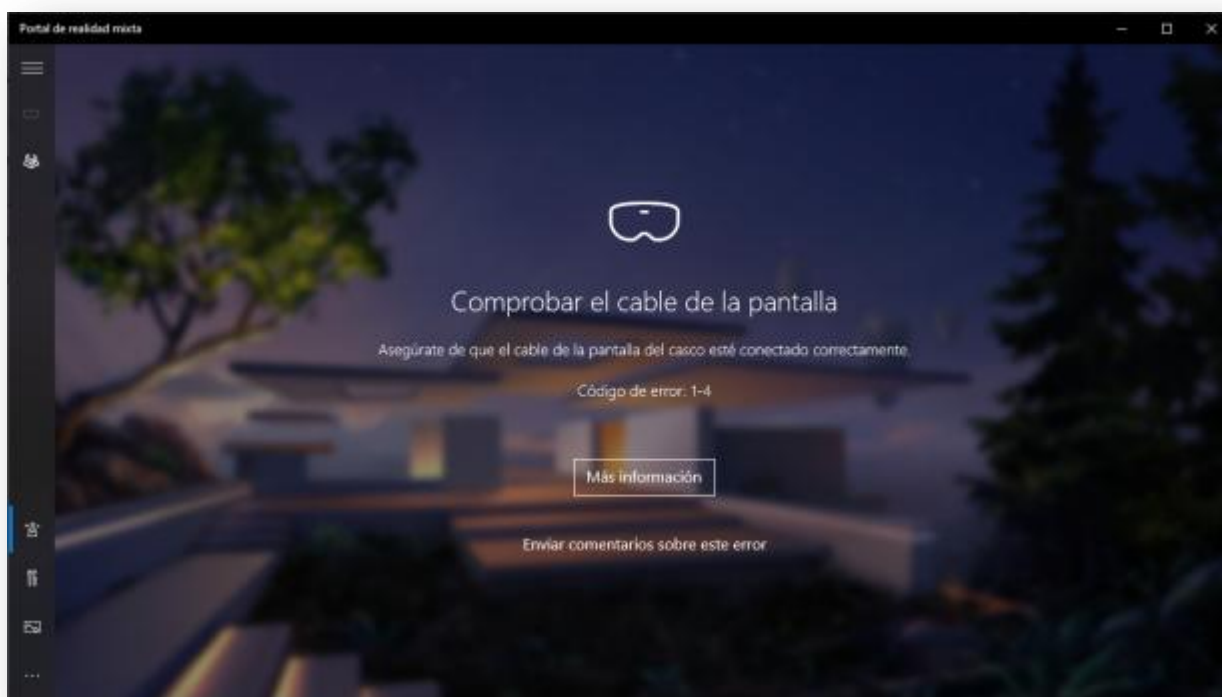 Portal de realidad mixta
Comprobar el cable de la pantalla
Asegúrate de que el cable de la pantalla del casco esté conectado correctamente.
Código de error: 1-4
Más información
Enviar comentarios sobre este error